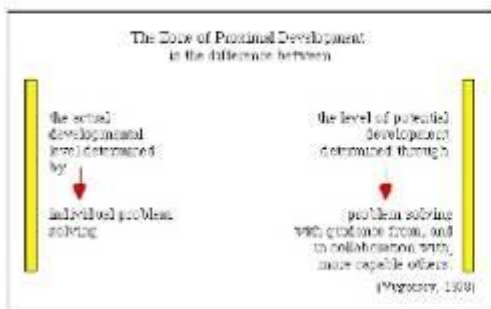 The Zone of Proximal Development
is the difference between
the actual
developmental
level determined
by
individual problem
solving
the level of potential
development
determined through
problem solving
with guidance from, and
in collaboration with,
more capable others.
(Vygotsky, 1978)